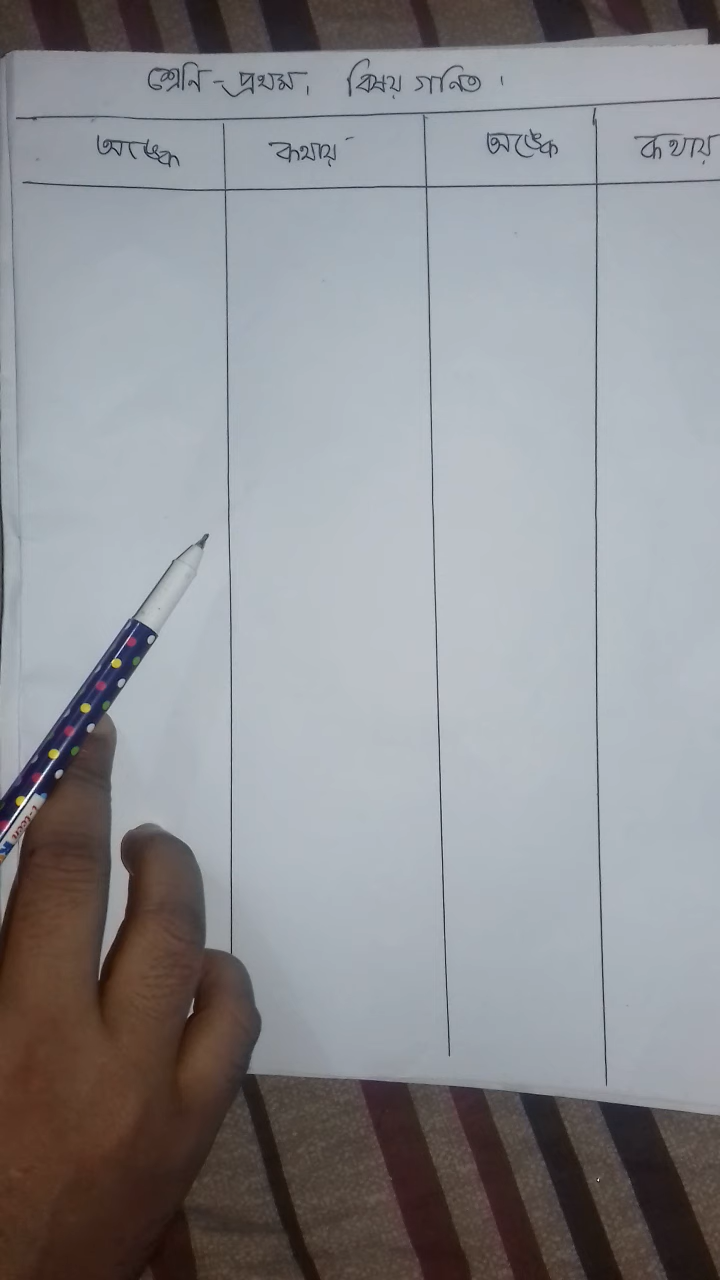 শ্রেনি - প্রথম, বিষয় গনিত।
অঙ্কে কথায় অঙ্কে কথায়